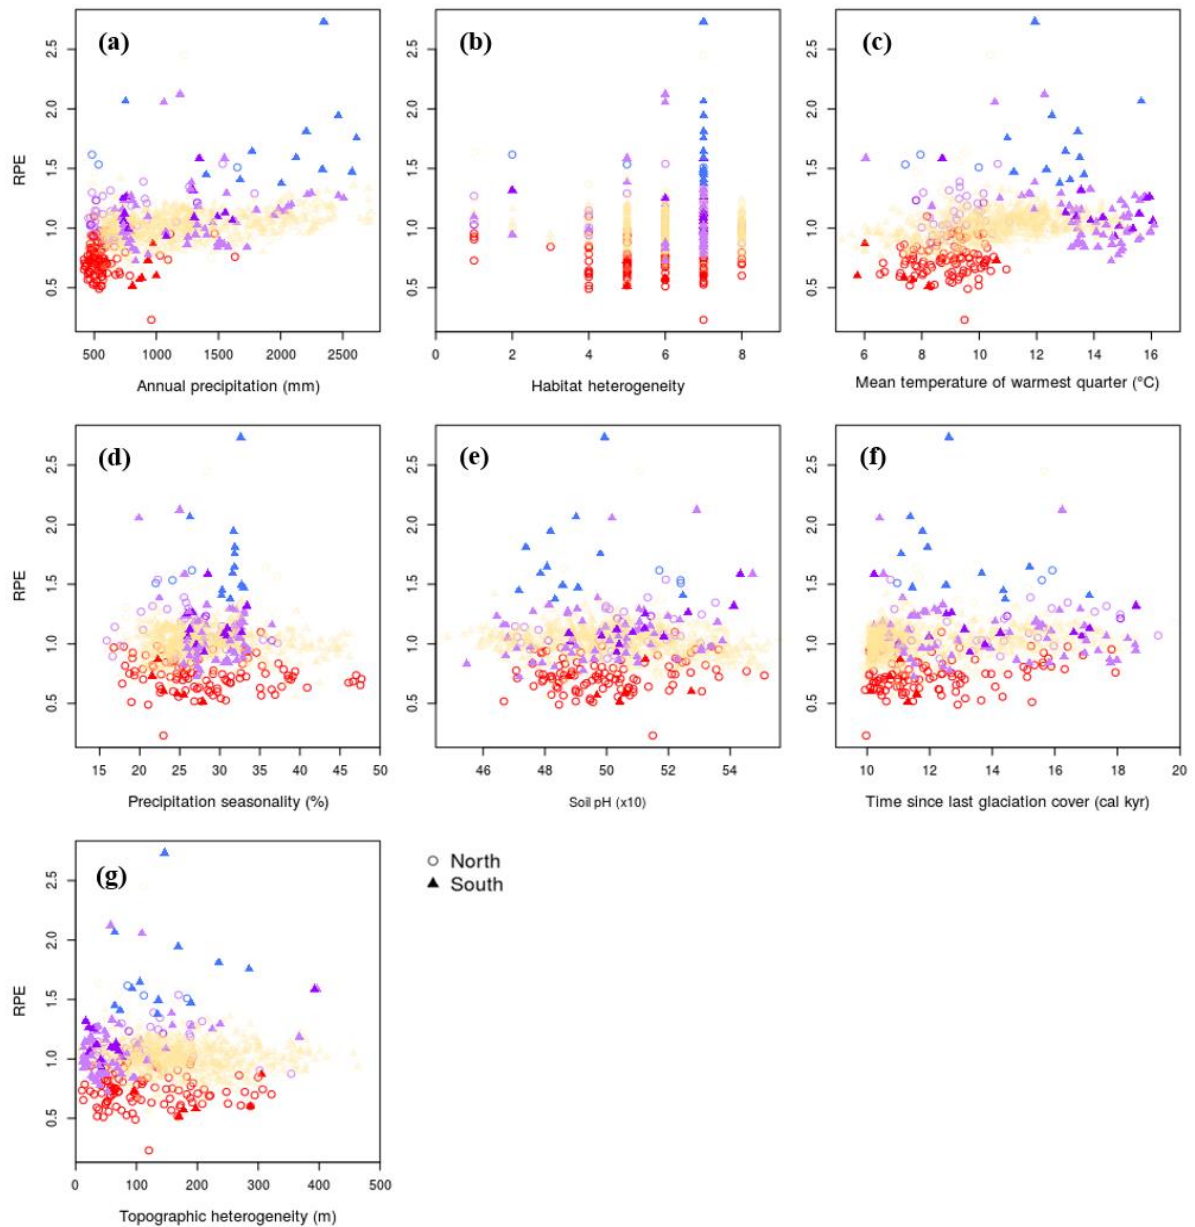 (a) (b) (c)
RPE
0.5 1.0 1.5 2.0 2.5
0.5 1.0 1.5 2.0 2.5
0.5 1.0 1.5 2.0 2.5
500 1000 1500 2000 2500
0 2 4 6 8
6 8 10 12 14 16
Annual precipitation (mm)
Habitat heterogeneity
Mean temperature of warmest quarter (°C)
(d) (e) (f)
RPE
0.5 1.0 1.5 2.0 2.5
0.5 1.0 1.5 2.0 2.5
0.5 1.0 1.5 2.0 2.5
15 20 25 30 35 40 45 50
46 48 50 52 54
10 12 14 16 18 20
Precipitation seasonality (%)
Soil pH (x10)
Time since last glaciation cover (cal kyr)
(g)
North
South
RPE
0.5 1.0 1.5 2.0 2.5
0 100 200 300 400 500
Topographic heterogeneity (m)